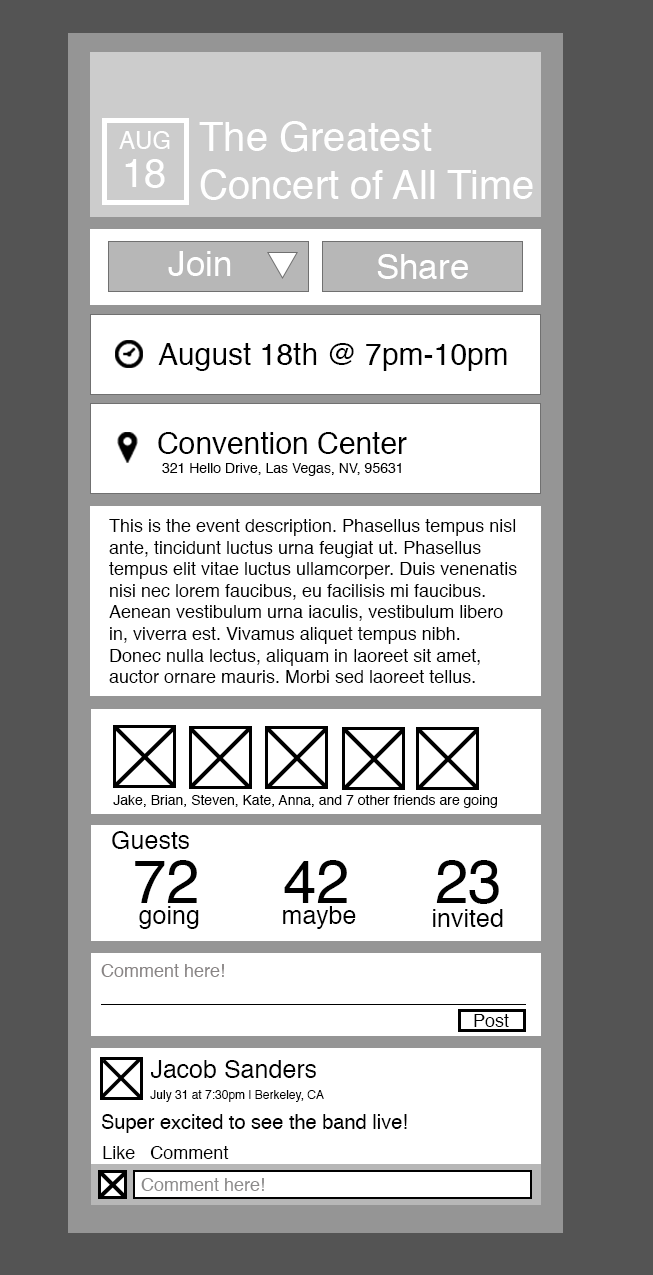 AUG
18
The Greatest
Concert of All Time
Join
Share
August 18th @ 7pm-10pm
Convention Center
321 Hello Drive, Las Vegas, NV, 95631
This is the event description. Phasellus tempus nisl
ante, tincidunt luctus urna feugiat ut. Phasellus
tempus elit vitae luctus ullamcorper. Duis venenatis
nisi nec lorem faucibus, eu facilisis mi faucibus.
Aenean vestibulum urna iaculis, vestibulum libero
in, viverra est. Vivamus aliquet tempus nibh.
Donec nulla lectus, aliquam in laoreet sit amet,
auctor ornare mauris. Morbi sed laoreet tellus.
Jake, Brian, Steven, Kate, Anna, and 7 other friends are going
Guests
72 42 23
going maybe invited
Comment here!
Post
Jacob Sanders
July 31 at 7:30pm | Berkeley, CA
Super excited to see the band live!
Like Comment
Comment here!